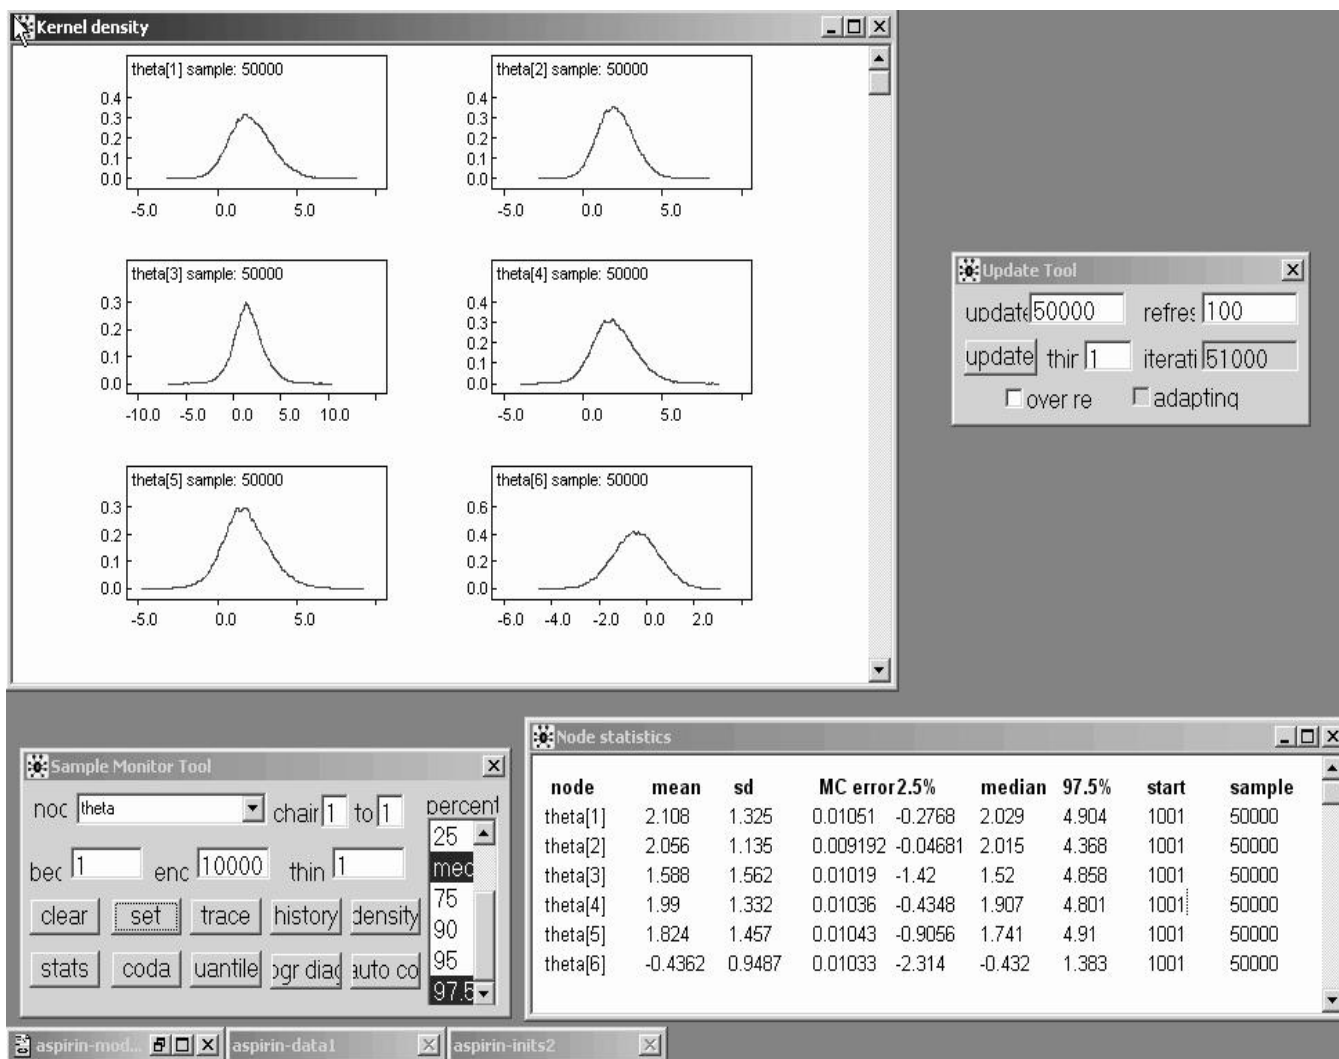 Kernel density
theta[1] sample: 50000
0.4
0.3
0.2
0.1
0.0
-5.0 0.0 5.0
theta[2] sample: 50000
0.4
0.3
0.2
0.1
0.0
-5.0 0.0 5.0
theta[3] sample: 50000
0.3
0.2
0.1
0.0
-10.0 -5.0 0.0 5.0 10.0
theta[4] sample: 50000
0.4
0.3
0.2
0.1
0.0
-5.0 0.0 5.0
theta[5] sample: 50000
0.3
0.2
0.1
0.0
-5.0 0.0 5.0
theta[6] sample: 50000
0.6
0.4
0.2
0.0
-6.0 -4.0 -2.0 0.0 2.0
Update Tool
update 50000 refres 100
update thir 1 iterati 51000
over re adapting
Sample Monitor Tool
noc theta chair 1 to 1 percent
bec 1 enc 10000 thin 1
25
med
75
90
95
97.5
clear set trace history density
stats coda uantile ogr diag auto co
Node statistics
node mean sd MC error 2.5% median 97.5% start sample
theta[1] 2.108 1.325 0.01051 -0.2768 2.029 4.904 1001 50000
theta[2] 2.056 1.135 0.009192 -0.04681 2.015 4.368 1001 50000
theta[3] 1.588 1.562 0.01019 -1.42 1.52 4.858 1001 50000
theta[4] 1.99 1.332 0.01036 -0.4348 1.907 4.801 1001 50000
theta[5] 1.824 1.457 0.01043 -0.9056 1.741 4.91 1001 50000
theta[6] -0.4362 0.9487 0.01033 -2.314 -0.432 1.383 1001 50000
aspirin-mod... aspirin-data1 aspirin-inits2